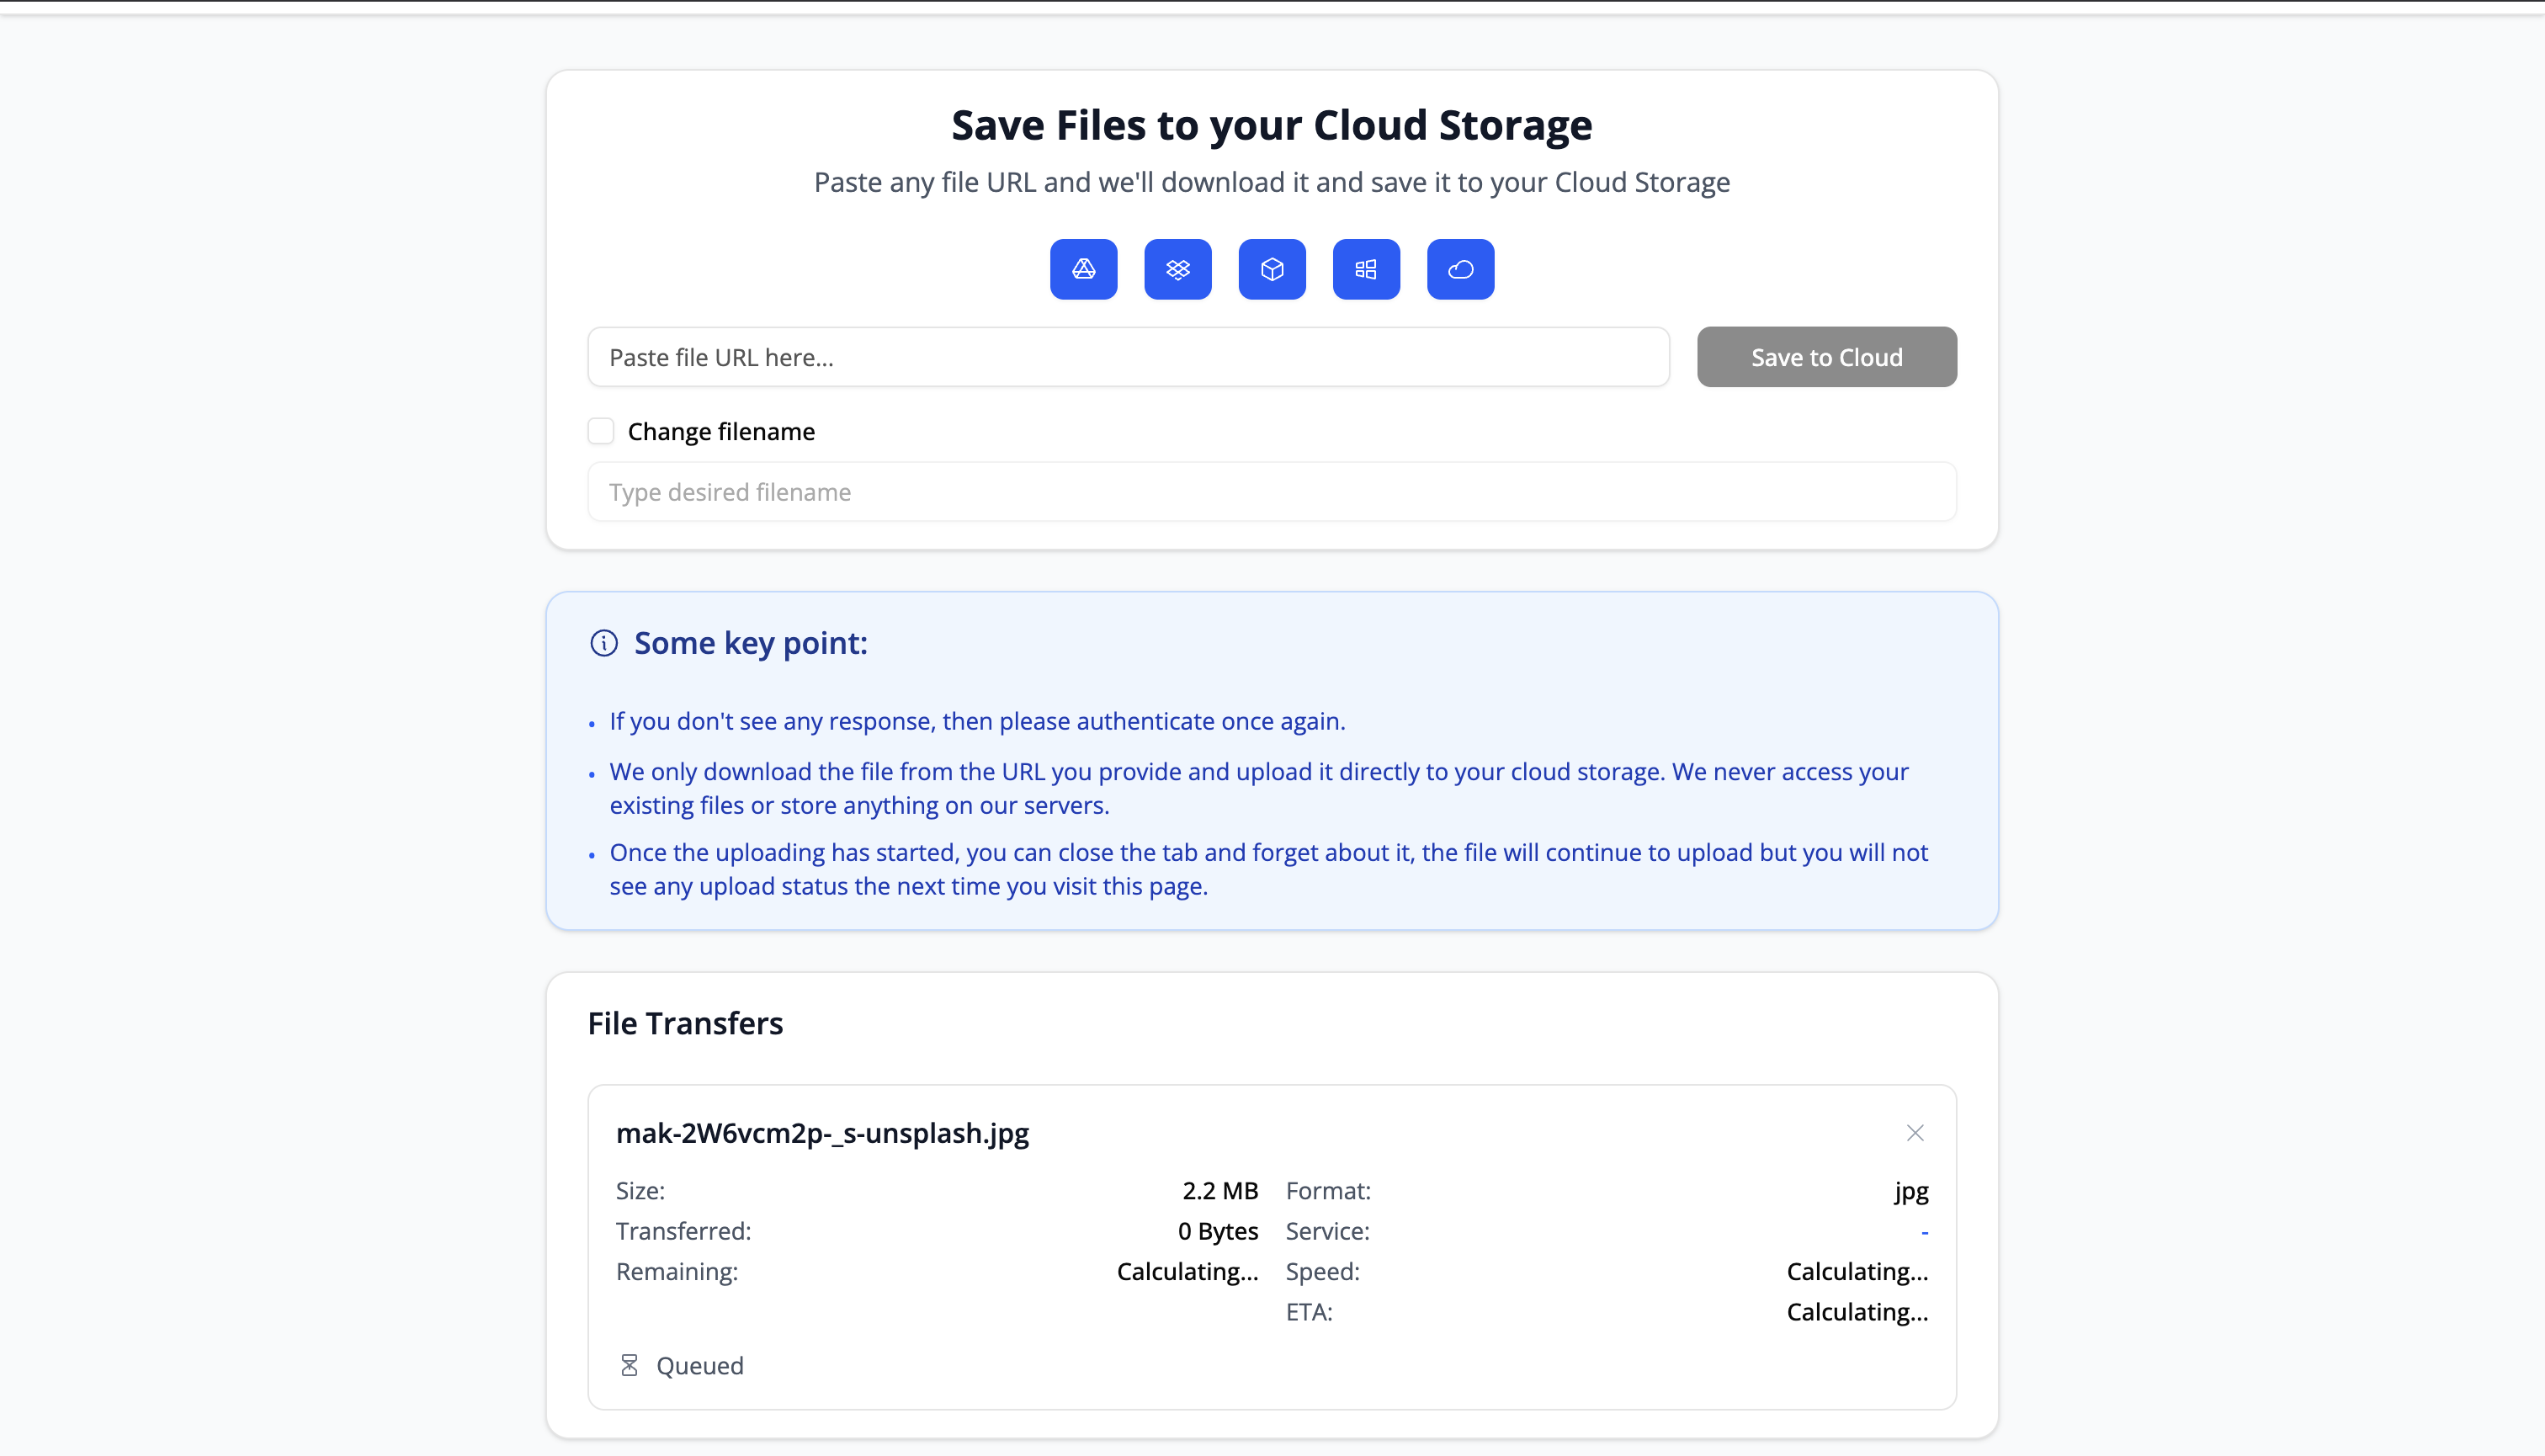 Save Files to your Cloud Storage
Paste any file URL and we'll download it and save it to your Cloud Storage
Paste file URL here...
Save to Cloud
Change filename
Type desired filename
Some key point:
• If you don't see any response, then please authenticate once again.
• We only download the file from the URL you provide and upload it directly to your cloud storage. We never access your
existing files or store anything on our servers.
• Once the uploading has started, you can close the tab and forget about it, the file will continue to upload but you will not
see any upload status the next time you visit this page.
File Transfers
mak-2W6vcm2p-_s-unsplash.jpg
Size: 2.2 MB Format: jpg
Transferred: 0 Bytes Service: -
Remaining: Calculating... Speed: Calculating...
ETA: Calculating...
Queued